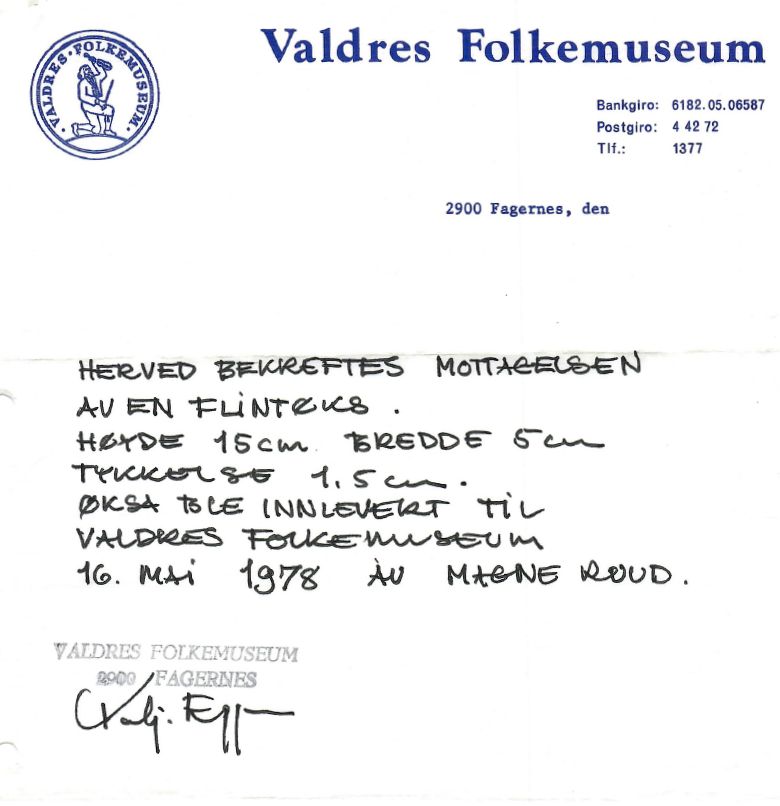 VALDRES · FOLKEMUSEUM ·
Valdres Folkemuseum
Bankgiro: 6182.05.06587
Postgiro: 4 42 72
Tlf.: 1377
2900 Fagernes, den
HERVED BEKREFTES MOTTAGELSEN
AV EN FLINTØKS.
HØYDE 15cm BREDDE 5cm
TYKKELSE 1,5cm.
ØKSA BLE INNLEVERT TIL
VALDRES FOLKEMUSEUM
16. MAI 1978 AV MAGNE RUUD.
VALDRES FOLKEMUSEUM
2900 FAGERNES